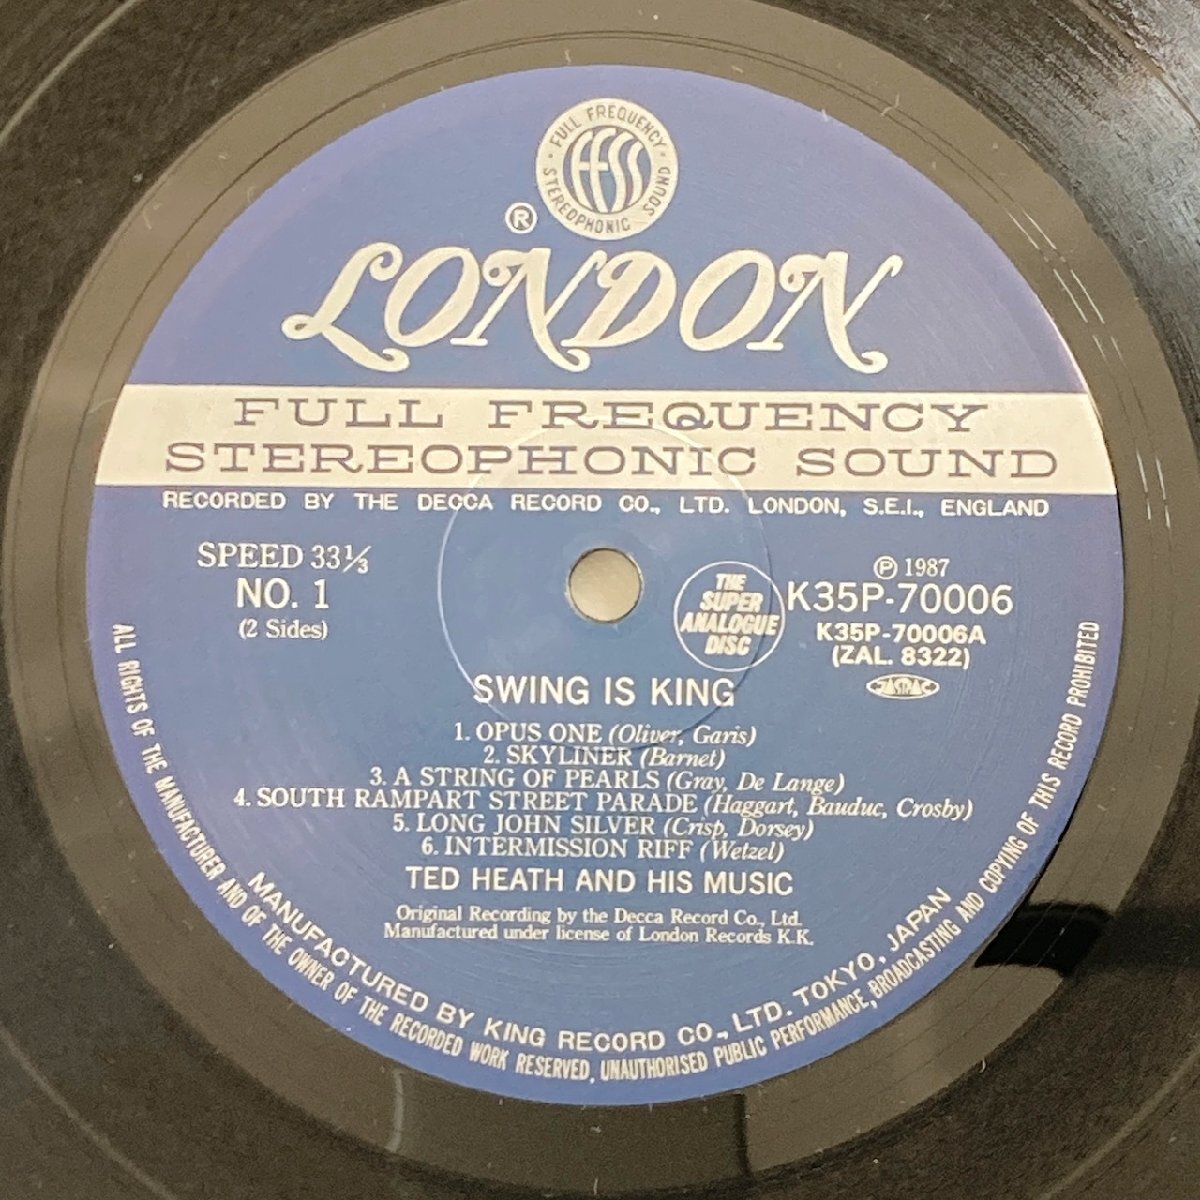 FULL FREQUENCY
FFSS
STEREOPHONIC SOUND
®
LONDON
FULL FREQUENCY
STEREOPHONIC SOUND
RECORDED BY THE DECCA RECORD CO., LTD. LONDON, S.E.I., ENGLAND
SPEED 33⅓
NO. 1
(2 Sides)
THE
SUPER
ANALOGUE
DISC
Ⓟ 1987
K35P-70006
K35P-70006A
(ZAL. 8322)
JASRAC
SWING IS KING
1. OPUS ONE (Oliver, Garis)
2. SKYLINER (Barnet)
3. A STRING OF PEARLS (Gray, De Lange)
4. SOUTH RAMPART STREET PARADE (Haggart, Bauduc, Crosby)
5. LONG JOHN SILVER (Crisp, Dorsey)
6. INTERMISSION RIFF (Wetzel)
TED HEATH AND HIS MUSIC
Original Recording by the Decca Record Co., Ltd.
Manufactured under license of London Records K.K.
MANUFACTURED BY KING RECORD CO., LTD. TOKYO, JAPAN
ALL RIGHTS OF THE MANUFACTURER AND OF THE OWNER OF THE RECORDED WORK RESERVED, UNAUTHORISED PUBLIC PERFORMANCE, BROADCASTING AND COPYING OF THIS RECORD PROHIBITED